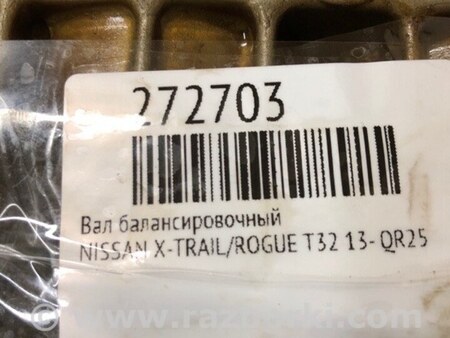 272703
Вал балансировочный
NISSAN X-TRAIL/ROGUE T32 13- QR25
© www.razborki.com